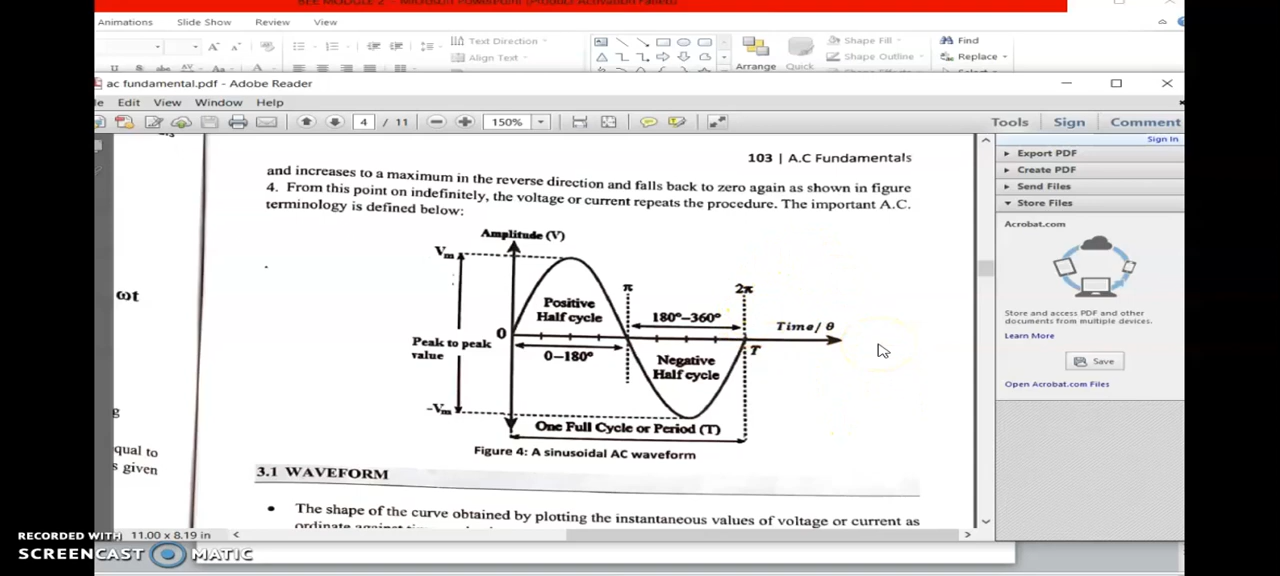 Animations Slide Show Review View
Text Direction
Align Text
Arrange
Quick
Shape Fill
Shape Outline
Find
Replace
ac fundamental.pdf - Adobe Reader
Edit View Window Help
4 / 11
150%
Tools Sign Comment
Sign In
Export PDF
Create PDF
Send Files
Store Files
Acrobat.com
Store and access PDF and other
documents from multiple devices.
Learn More
Save
Open Acrobat.com Files
103 | A.C Fundamentals
and increases to a maximum in the reverse direction and falls back to zero again as shown in figure
4. From this point on indefinitely, the voltage or current repeats the procedure. The important A.C.
terminology is defined below:
Amplitude (V)
Vm
π
2π
Positive
Half cycle
180°–360°
Time/ θ
0
Peak to peak
value
0–180°
T
Negative
Half cycle
-Vm
One Full Cycle or Period (T)
Figure 4: A sinusoidal AC waveform
3.1 WAVEFORM
• The shape of the curve obtained by plotting the instantaneous values of voltage or current as
ωt
g
qual to
s given
11.00 x 8.19 in
RECORDED WITH
SCREENCAST MATIC